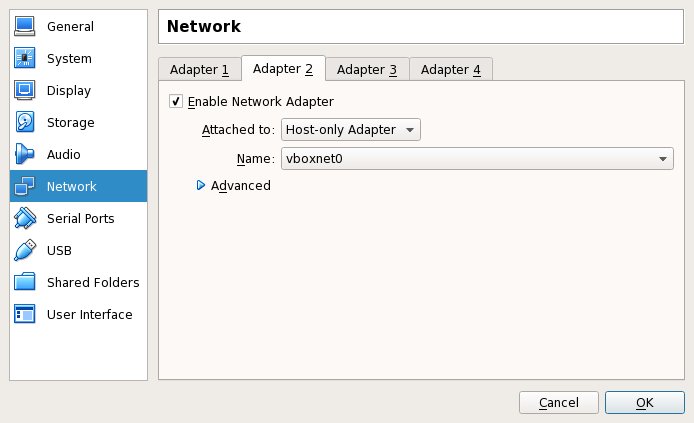 General
System
Display
Storage
Audio
Network
Serial Ports
USB
Shared Folders
User Interface
Network
Adapter 1 Adapter 2 Adapter 3 Adapter 4
Enable Network Adapter
Attached to: Host-only Adapter
Name: vboxnet0
Advanced
Cancel OK